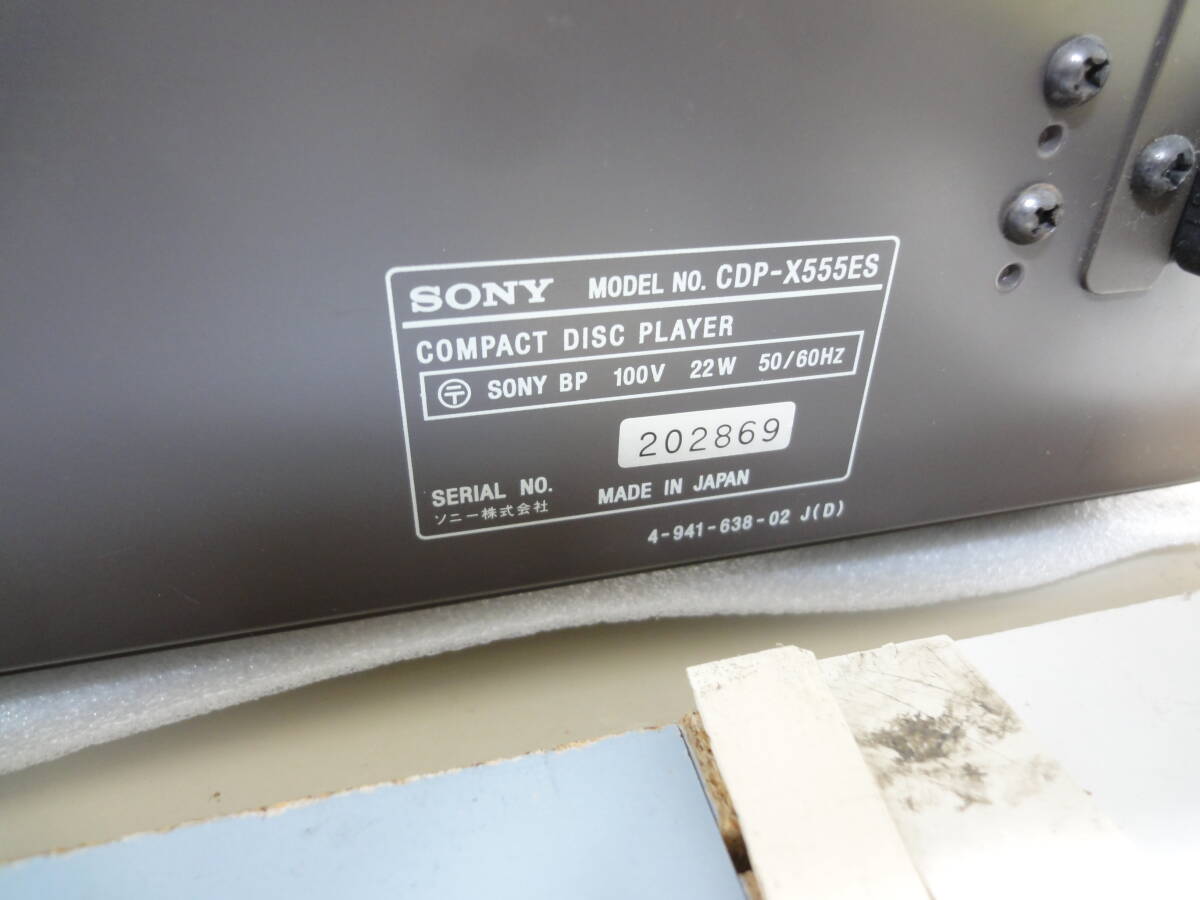 SONY MODEL NO. CDP-X555ES
COMPACT DISC PLAYER
〒 SONY BP 100V 22W 50/60HZ
202869
SERIAL NO.
MADE IN JAPAN
ソニー株式会社
4-941-638-02 J(D)